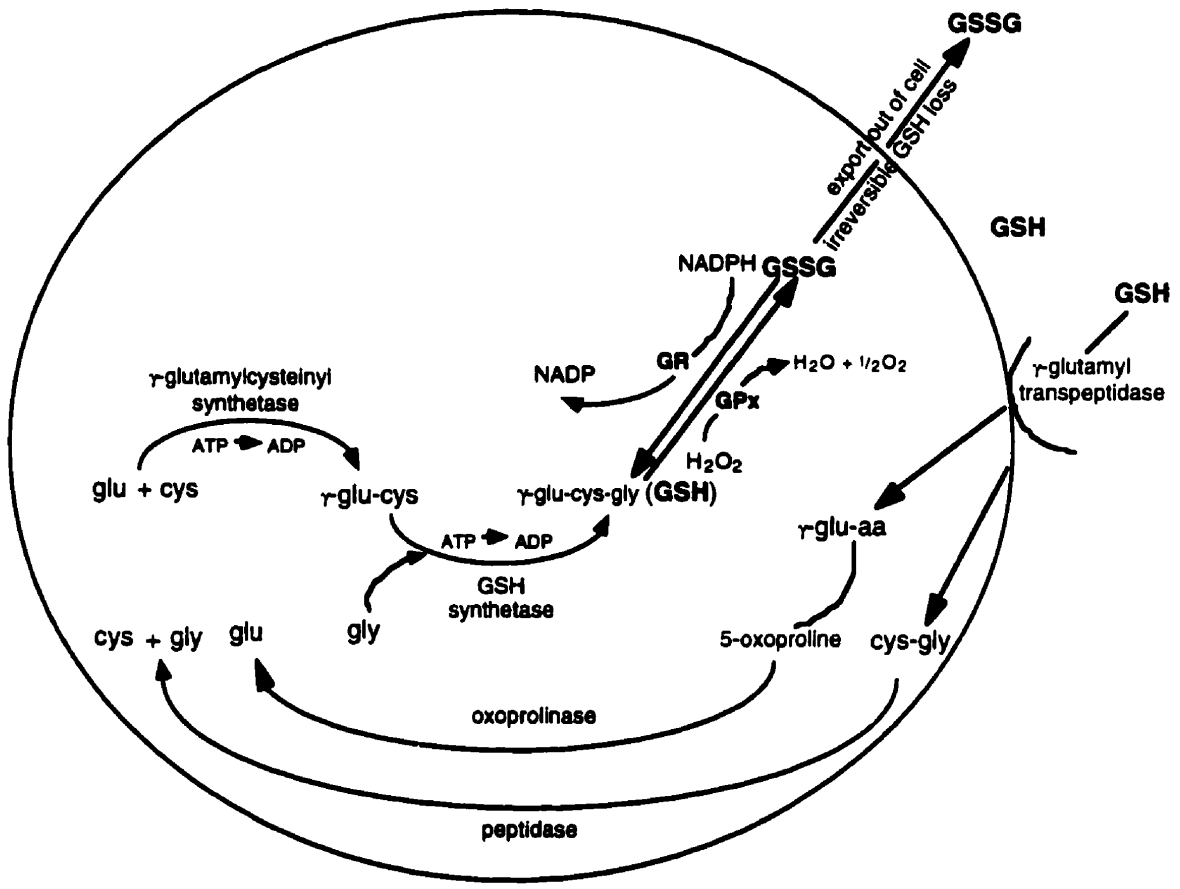 GSSG
export out of cell
irreversible GSH loss
GSH
NADPH GSSG
GSH
γ-glutamyl
transpeptidase
GR
H2O + 1/2O2
NADP
GPx
γ-glutamylcysteinyl
synthetase
ATP ADP
H2O2
glu + cys
γ-glu-cys
γ-glu-cys-gly (GSH)
γ-glu-aa
ATP ADP
GSH
synthetase
cys + gly
glu
gly
5-oxoproline
cys-gly
oxoprolinase
peptidase